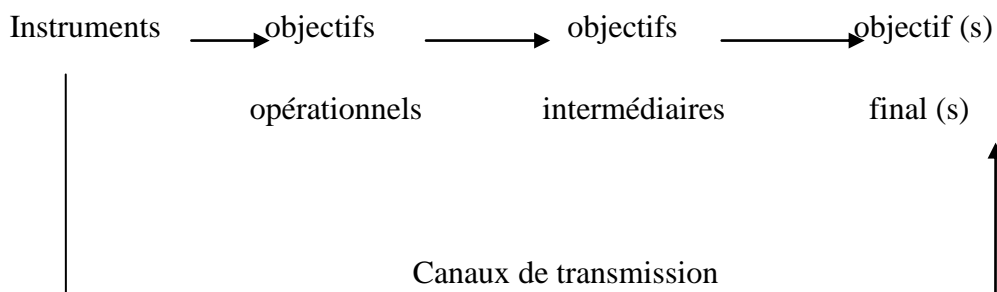 Instruments objectifs objectifs objectif (s)
opérationnels intermédiaires final (s)
Canaux de transmission